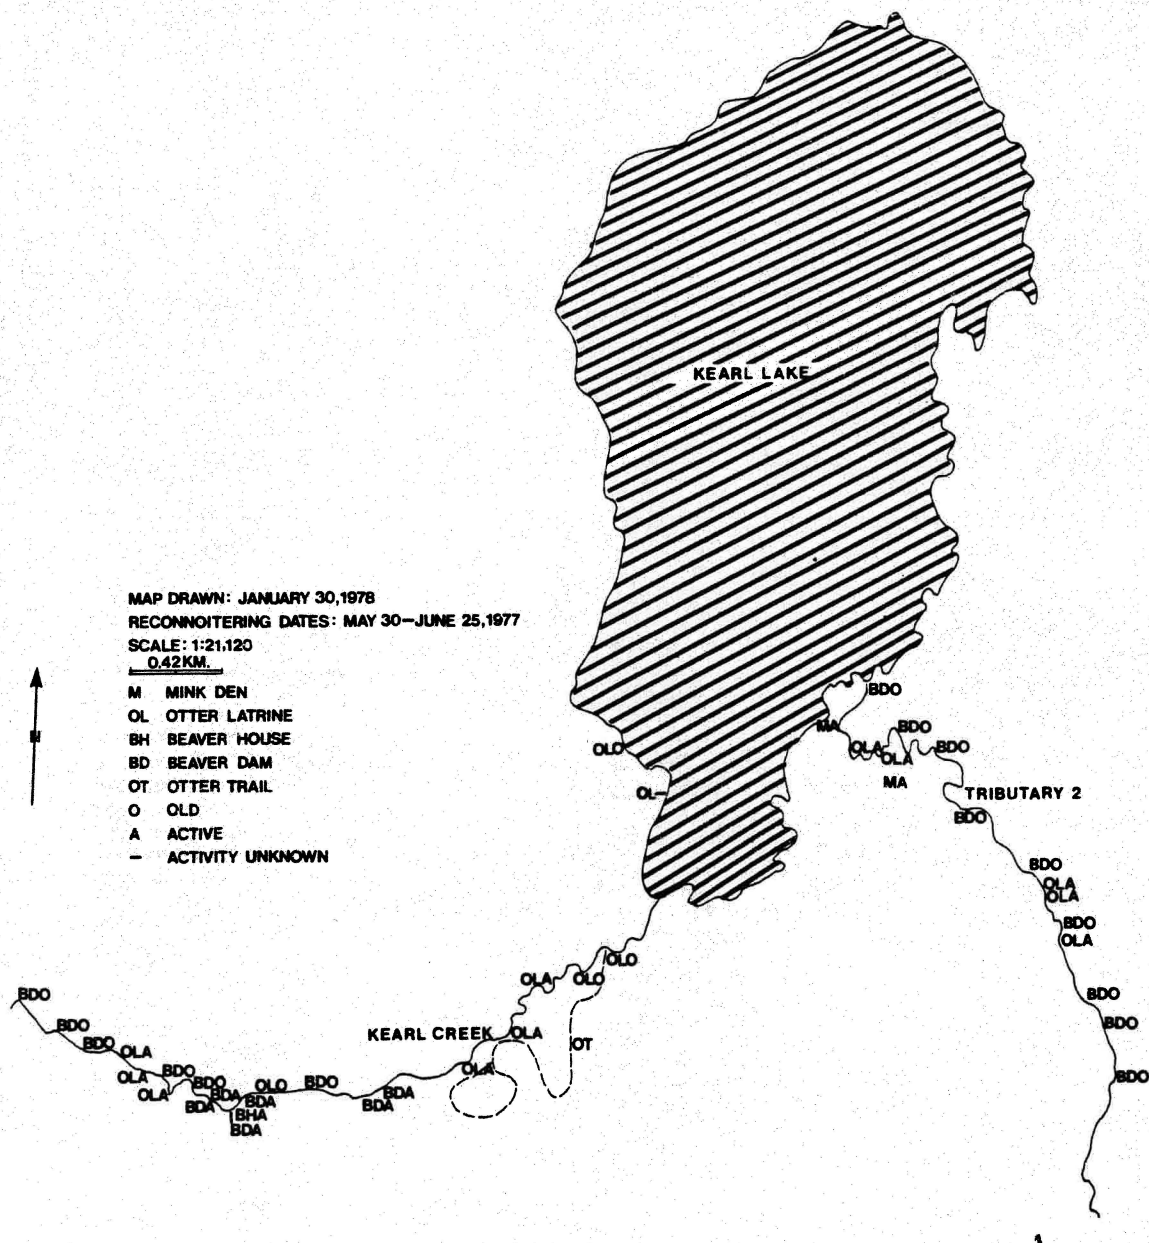 KEARL LAKE
MAP DRAWN: JANUARY 30,1978
RECONNOITERING DATES: MAY 30—JUNE 25,1977
SCALE: 1:21,120
0.42KM.
M MINK DEN
OL OTTER LATRINE
BH BEAVER HOUSE
BD BEAVER DAM
OT OTTER TRAIL
O OLD
A ACTIVE
– ACTIVITY UNKNOWN
N
BDO
MA
BDO
OLO
OLA
BDO
OLA
MA
OL–
TRIBUTARY 2
BDO
BDO
OLA
OLA
BDO
OLA
OLO
OLA
OLO
BDO
BDO
BDO
BDO
KEARL CREEK
OLA
OT
BDO
BDO
OLA
OLA
BDO
OLA
BDO
OLO
BDO
BDO
OLA
BDA
BDA
BDA
BDA
BDA
BHA
BDA